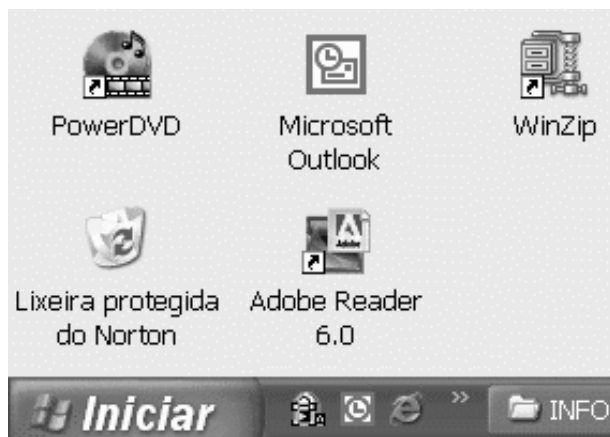 PowerDVD
Microsoft
Outlook
WinZip
Lixeira protegida
do Norton
Adobe Reader
6.0
Iniciar
INFO